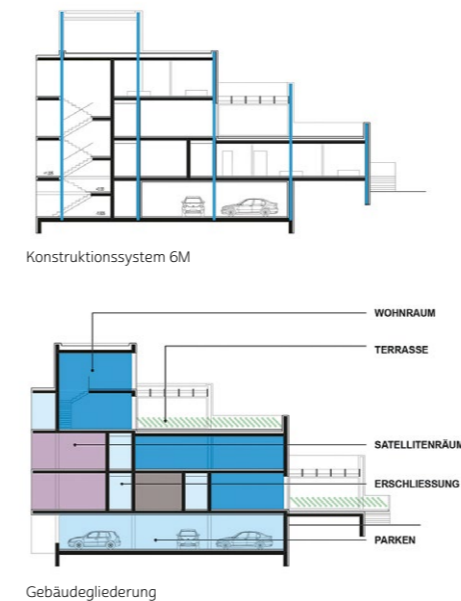 Konstruktionssystem 6M
WOHNRAUM
TERRASSE
SATELLITENRÄUM
ERSCHLIESSUNG
PARKEN
Gebäudegliederung